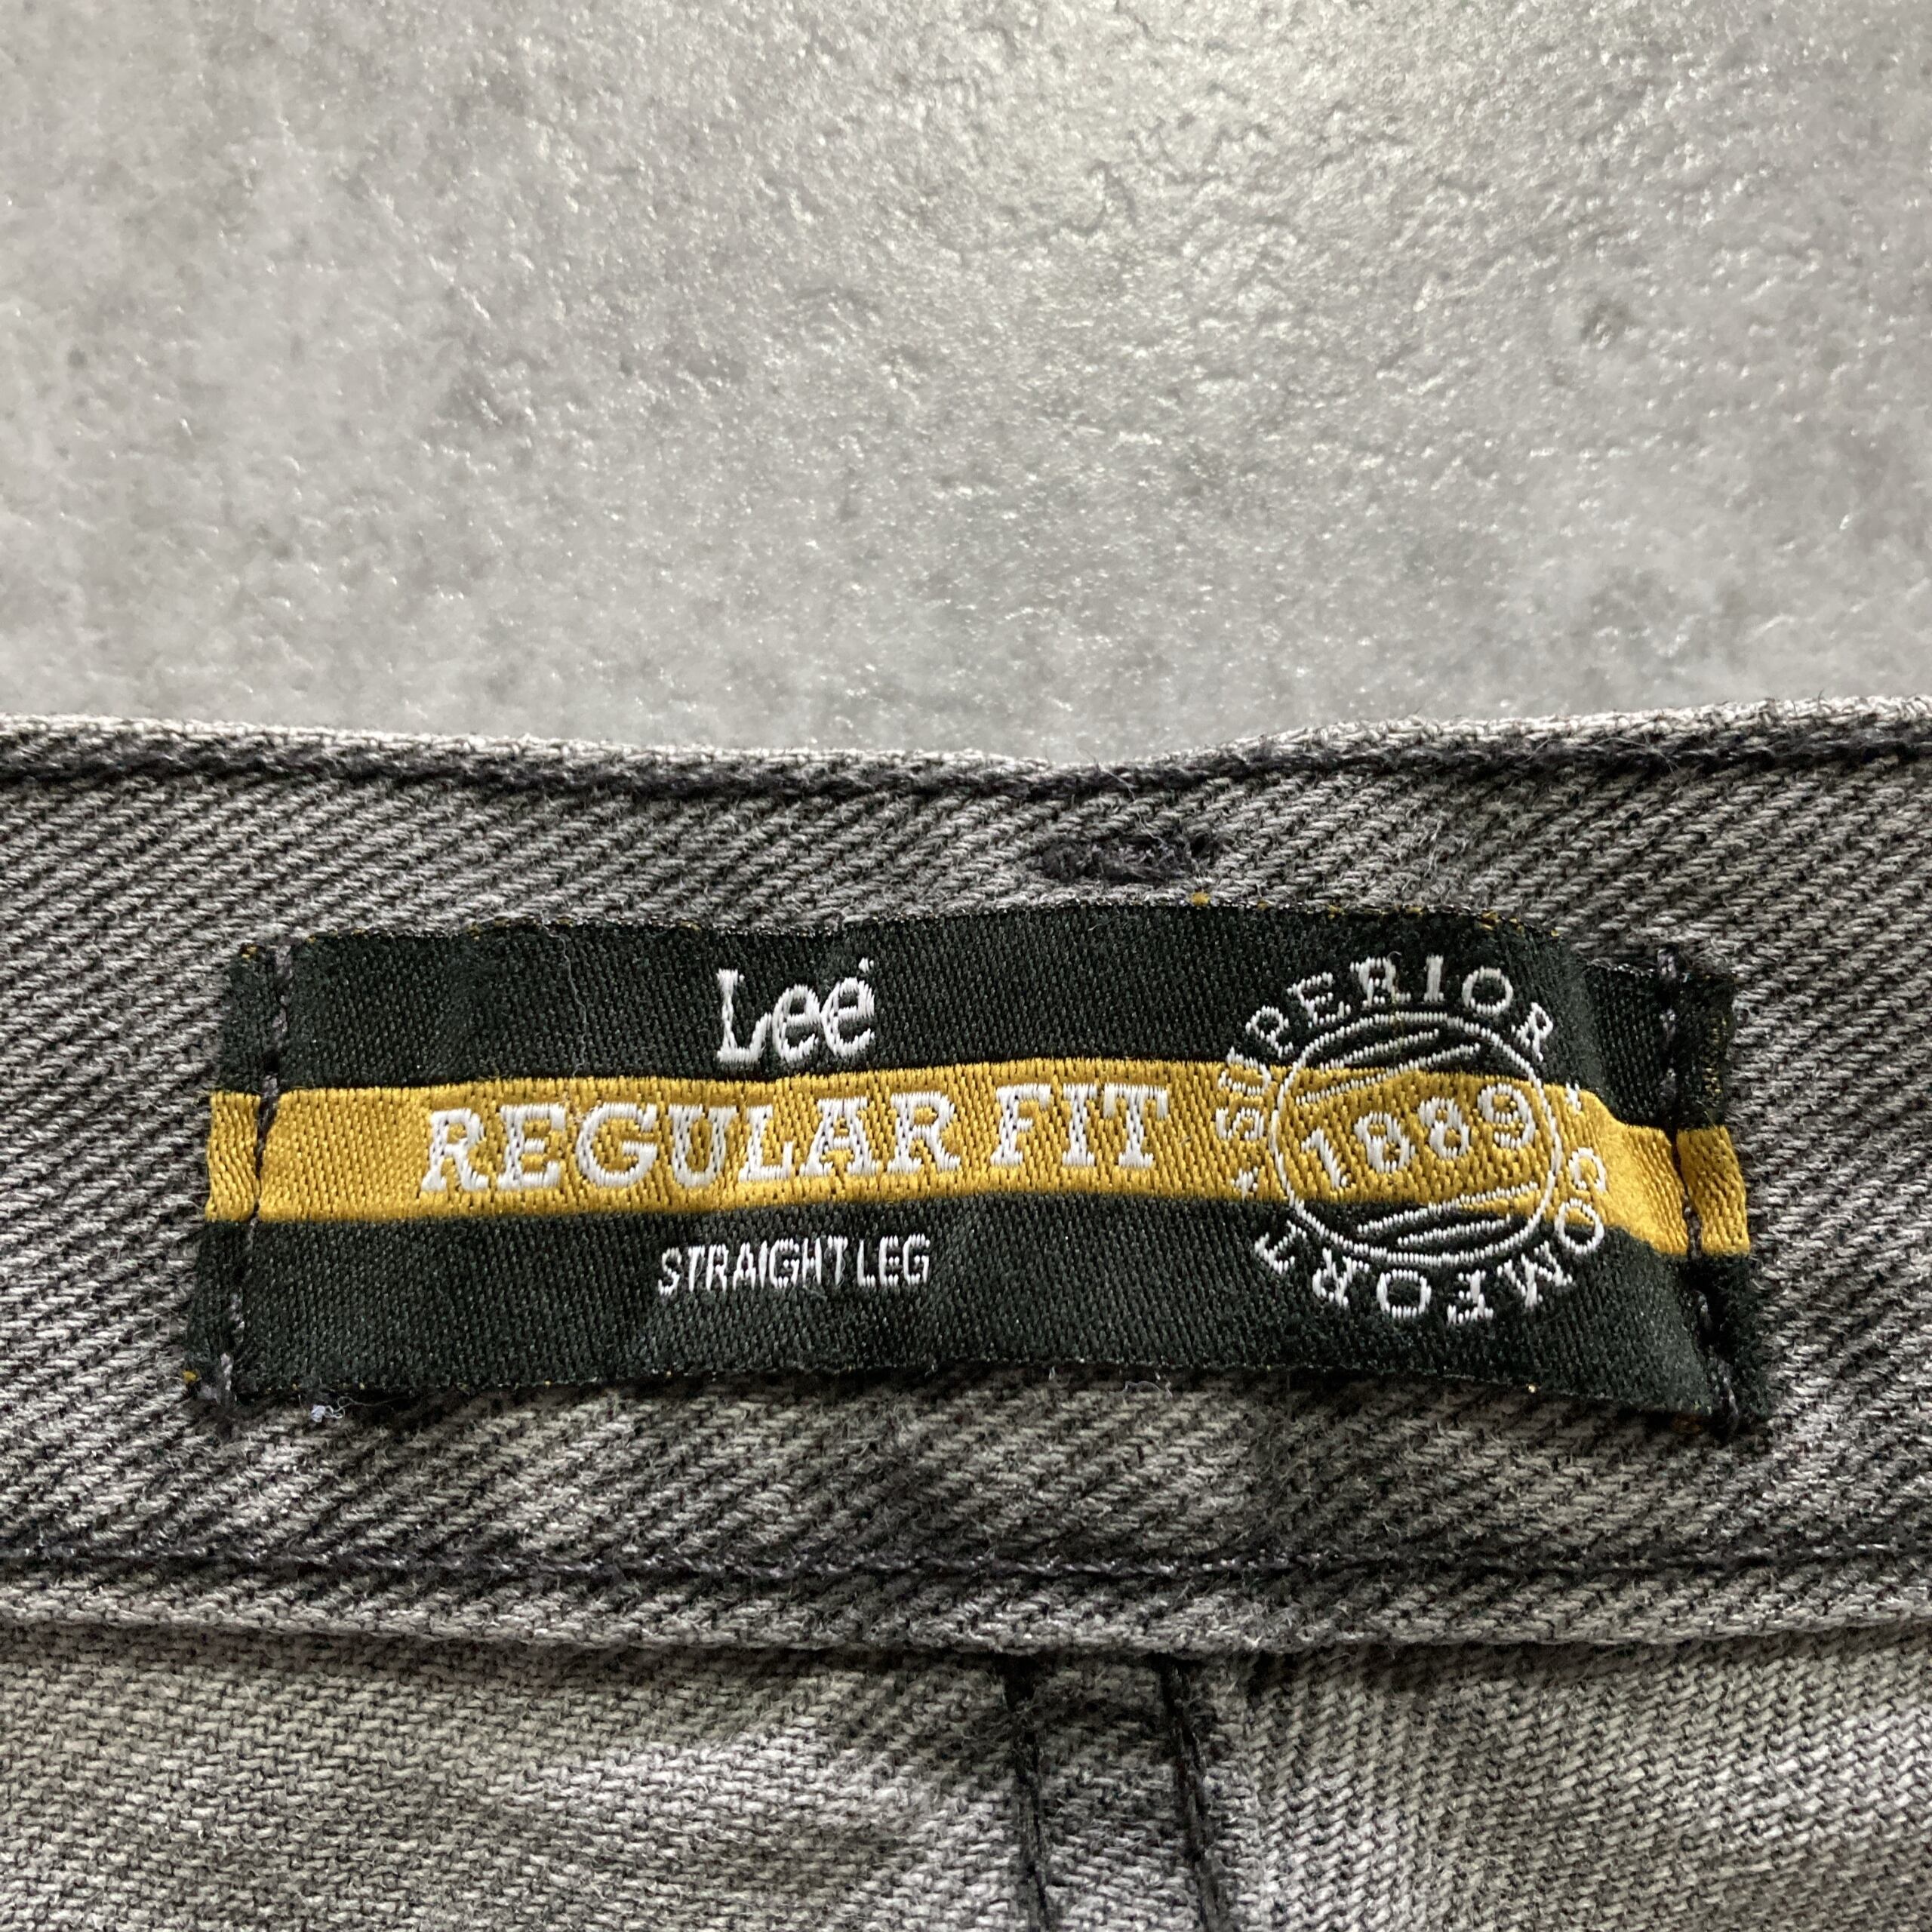 Lee
REGULAR FIT
STRAIGHT LEG
· SUPERIOR · COMFORT
1889